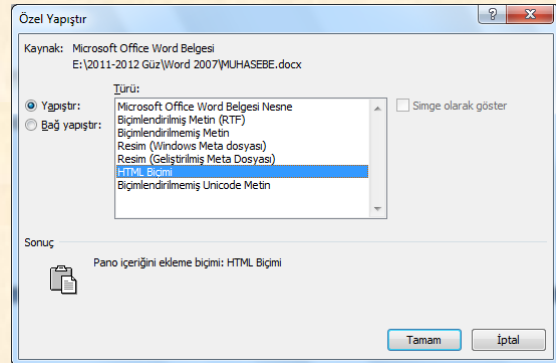 Özel Yapıştır
Kaynak: Microsoft Office Word Belgesi
E:\2011-2012 Güz\Word 2007\MUHASEBE.docx
Türü:
Yapıştır:
Bağ yapıştır:
Microsoft Office Word Belgesi Nesne
Biçimlendirilmiş Metin (RTF)
Biçimlendirilmemiş Metin
Resim (Windows Meta dosyası)
Resim (Geliştirilmiş Meta Dosyası)
HTML Biçimi
Biçimlendirilmemiş Unicode Metin
Simge olarak göster
Sonuç
Pano içeriğini ekleme biçimi: HTML Biçimi
Tamam
İptal